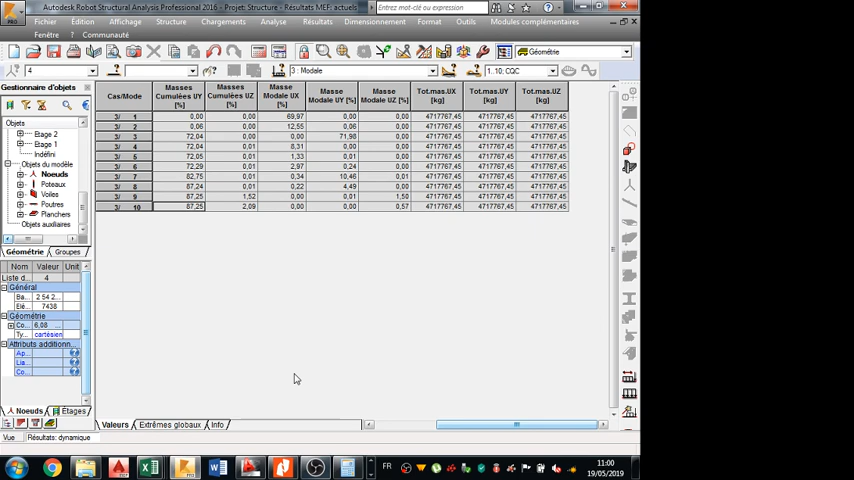 Autodesk Robot Structural Analysis Professional 2016 - Projet: Structure - Résultats MEF: actuels
Entrez mot-clé ou expression
Fichier Edition Affichage Structure Chargements Analyse Résultats Dimensionnement Format Outils Modules complémentaires
Fenêtre Communauté
Géométrie
4 3 : Modale 1..10; CQC
Gestionnaire d'objets
Objets
Etage 2
Etage 1
Indéfini
Objets du modèle
Noeuds
Poteaux
Voiles
Poutres
Planchers
Objets auxiliaires
Géométrie Groupes
Nom Valeur Unit
Liste d... 4
Général
Ba... 2 54 2...
Elé... 7438
Géométrie
Co... 6,08 ...
Ty... cartésien
Attributs addition...
Ap...
Lia...
Co...
Noeuds Etages
Cas/Mode Masses Cumulées UY [%] Masses Cumulées UZ [%] Masse Modale UX [%] Masse Modale UY [%] Masse Modale UZ [%] Tot.mas.UX [kg] Tot.mas.UY [kg] Tot.mas.UZ [kg]
3/ 1 0,00 0,00 69,97 0,00 0,00 4717767,45 4717767,45 4717767,45
3/ 2 0,06 0,00 12,55 0,06 0,00 4717767,45 4717767,45 4717767,45
3/ 3 72,04 0,00 0,00 71,98 0,00 4717767,45 4717767,45 4717767,45
3/ 4 72,04 0,01 8,31 0,00 0,00 4717767,45 4717767,45 4717767,45
3/ 5 72,05 0,01 1,33 0,01 0,00 4717767,45 4717767,45 4717767,45
3/ 6 72,29 0,01 2,97 0,24 0,00 4717767,45 4717767,45 4717767,45
3/ 7 82,75 0,01 0,34 10,46 0,01 4717767,45 4717767,45 4717767,45
3/ 8 87,24 0,01 0,22 4,49 0,00 4717767,45 4717767,45 4717767,45
3/ 9 87,25 1,52 0,00 0,01 1,50 4717767,45 4717767,45 4717767,45
3/ 10 87,25 2,09 0,00 0,00 0,57 4717767,45 4717767,45 4717767,45
Valeurs Extrêmes globaux Info
Vue Résultats: dynamique
FR
11:00
19/05/2019